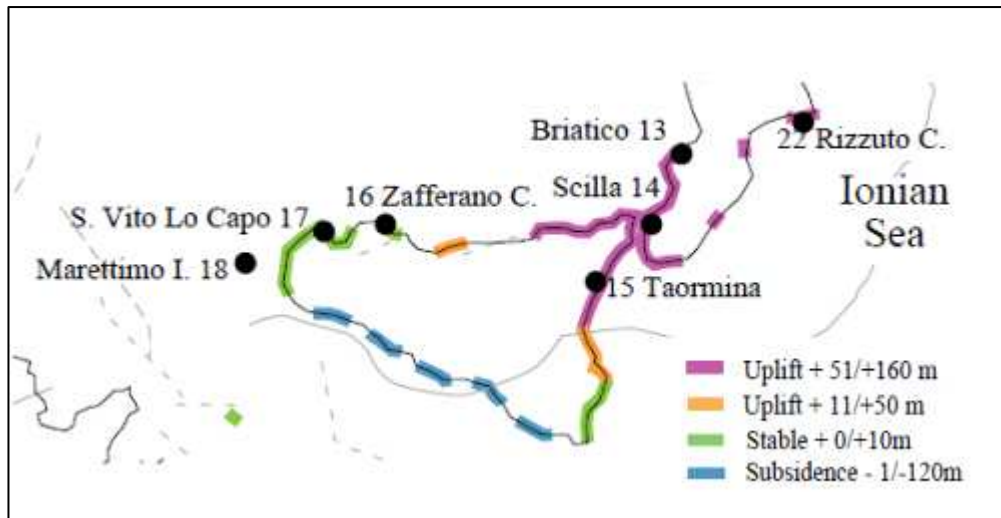 Briatico 13
22 Rizzuto C.
Scilla 14
16 Zafferano C.
Ionian
Sea
S. Vito Lo Capo 17
Marettimo I. 18
15 Taormina
Uplift + 51/+160 m
Uplift + 11/+50 m
Stable + 0/+10m
Subsidence - 1/-120m